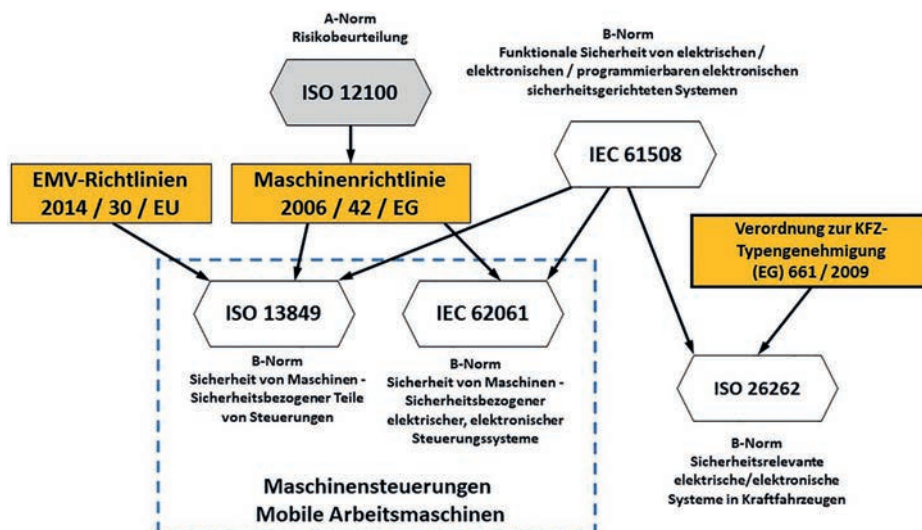 A-Norm
Risikobeurteilung
B-Norm
Funktionale Sicherheit von elektrischen /
elektronischen / programmierbaren elektronischen
sicherheitsgerichteten Systemen
ISO 12100
IEC 61508
EMV-Richtlinien
2014 / 30 / EU
Maschinenrichtlinie
2006 / 42 / EG
Verordnung zur KFZ-
Typengenehmigung
(EG) 661 / 2009
ISO 13849
IEC 62061
B-Norm
Sicherheit von Maschinen -
Sicherheitsbezogener Teile
von Steuerungen
B-Norm
Sicherheit von Maschinen -
Sicherheitsbezogener
elektrischer, elektronischer
Steuerungssysteme
ISO 26262
B-Norm
Sicherheitsrelevante
elektrische/elektronische
Systeme in Kraftfahrzeugen
Maschinensteuerungen
Mobile Arbeitsmaschinen